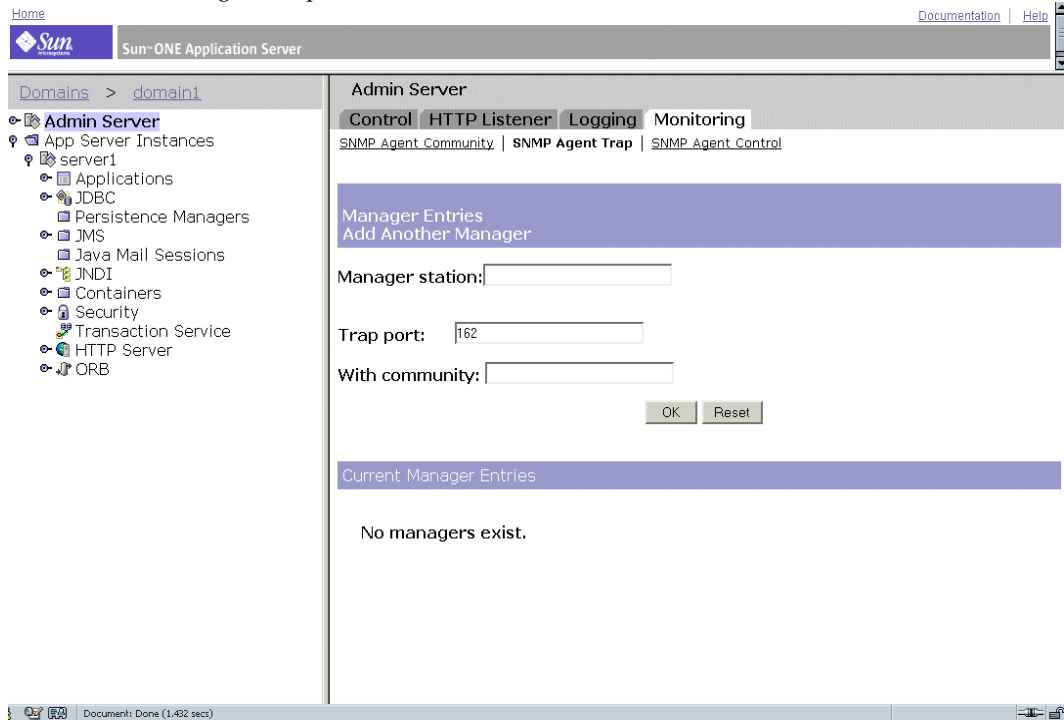 Home
Documentation | Help
Sun
microsystems
Sun™ ONE Application Server
Domains > domain1
Admin Server
App Server Instances
server1
Applications
JDBC
Persistence Managers
JMS
Java Mail Sessions
JNDI
Containers
Security
Transaction Service
HTTP Server
ORB
Admin Server
Control HTTP Listener Logging Monitoring
SNMP Agent Community | SNMP Agent Trap | SNMP Agent Control
Manager Entries
Add Another Manager
Manager station:
Trap port: 162
With community:
OK Reset
Current Manager Entries
No managers exist.
Document: Done (1.432 secs)